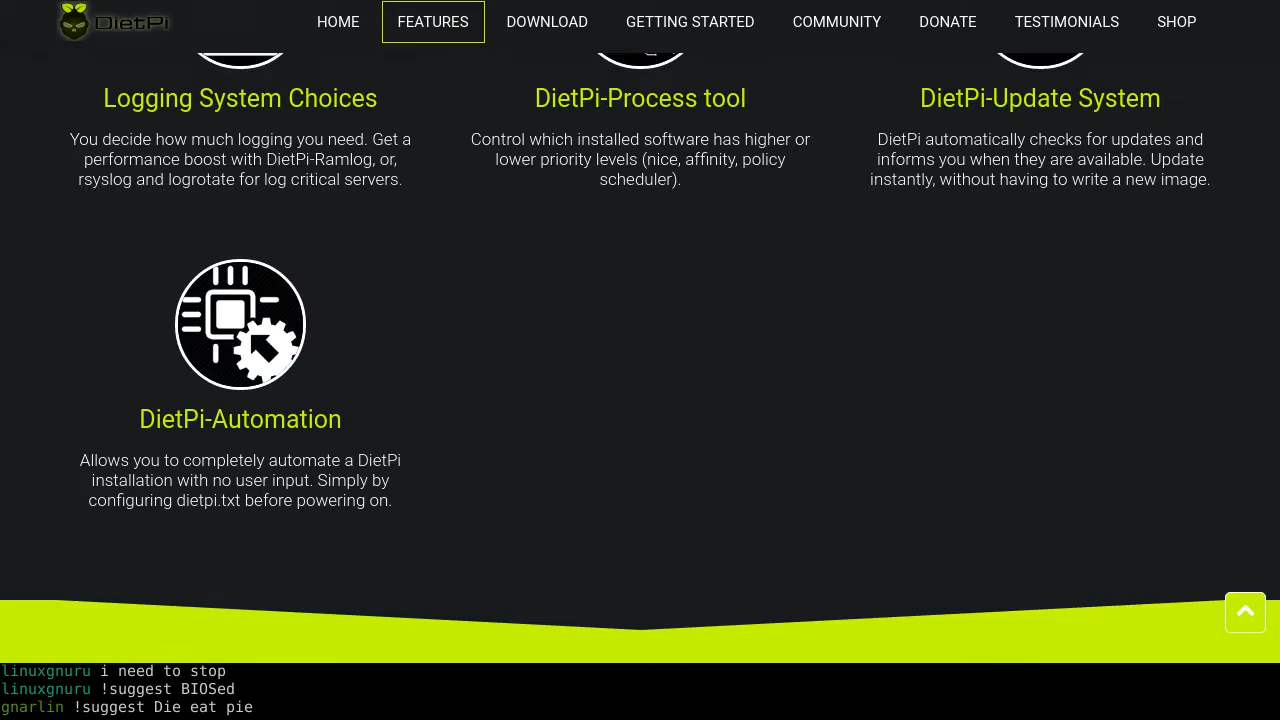 DietPi
HOME FEATURES DOWNLOAD GETTING STARTED COMMUNITY DONATE TESTIMONIALS SHOP
Logging System Choices
You decide how much logging you need. Get a
performance boost with DietPi-Ramlog, or,
rsyslog and logrotate for log critical servers.
DietPi-Process tool
Control which installed software has higher or
lower priority levels (nice, affinity, policy
scheduler).
DietPi-Update System
DietPi automatically checks for updates and
informs you when they are available. Update
instantly, without having to write a new image.
DietPi-Automation
Allows you to completely automate a DietPi
installation with no user input. Simply by
configuring dietpi.txt before powering on.
linuxgnuru i need to stop
linuxgnuru !suggest BIOSed
gnarlin !suggest Die eat pie